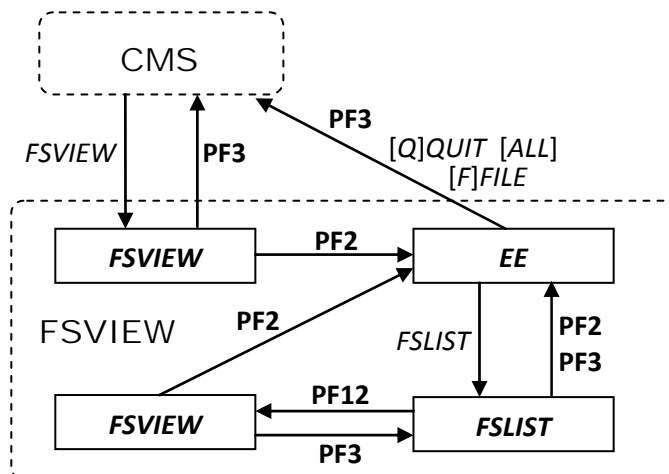 CMS
PF3
FSVIEW
PF3
[Q]QUIT [ALL]
[F]FILE
FSVIEW
PF2
EE
FSVIEW
PF2
FSLIST
PF2
PF3
FSVIEW
PF12
PF3
FSLIST